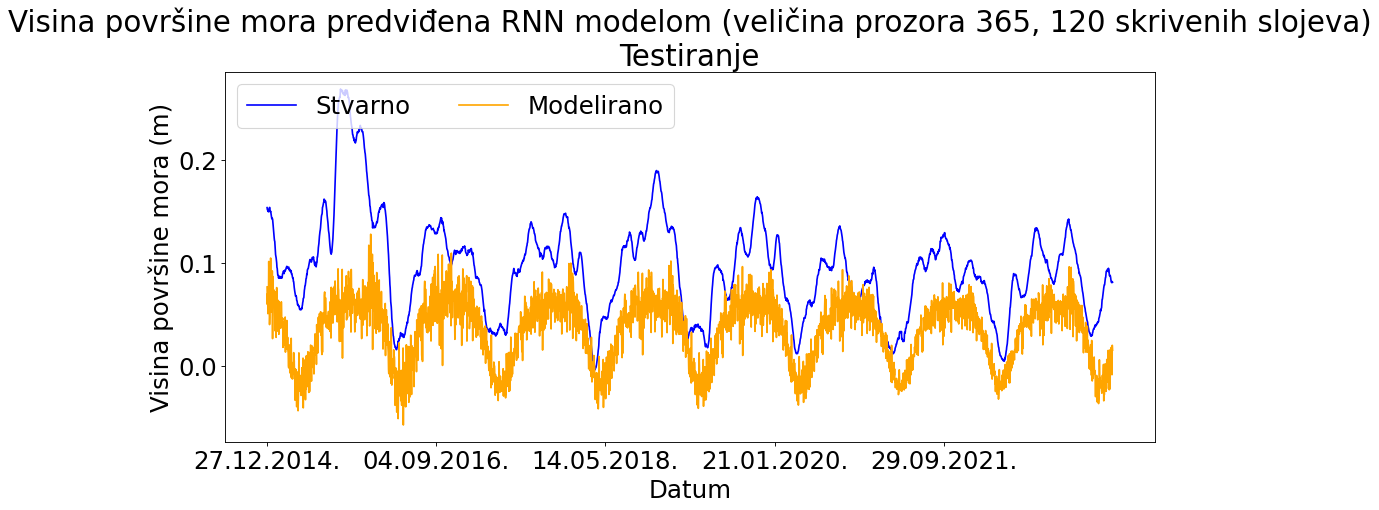 Visina površine mora predviđena RNN modelom (veličina prozora 365, 120 skrivenih slojeva)
Testiranje
Stvarno
Modelirano
Visina površine mora (m)
0.2
0.1
0.0
27.12.2014.
04.09.2016.
14.05.2018.
21.01.2020.
29.09.2021.
Datum